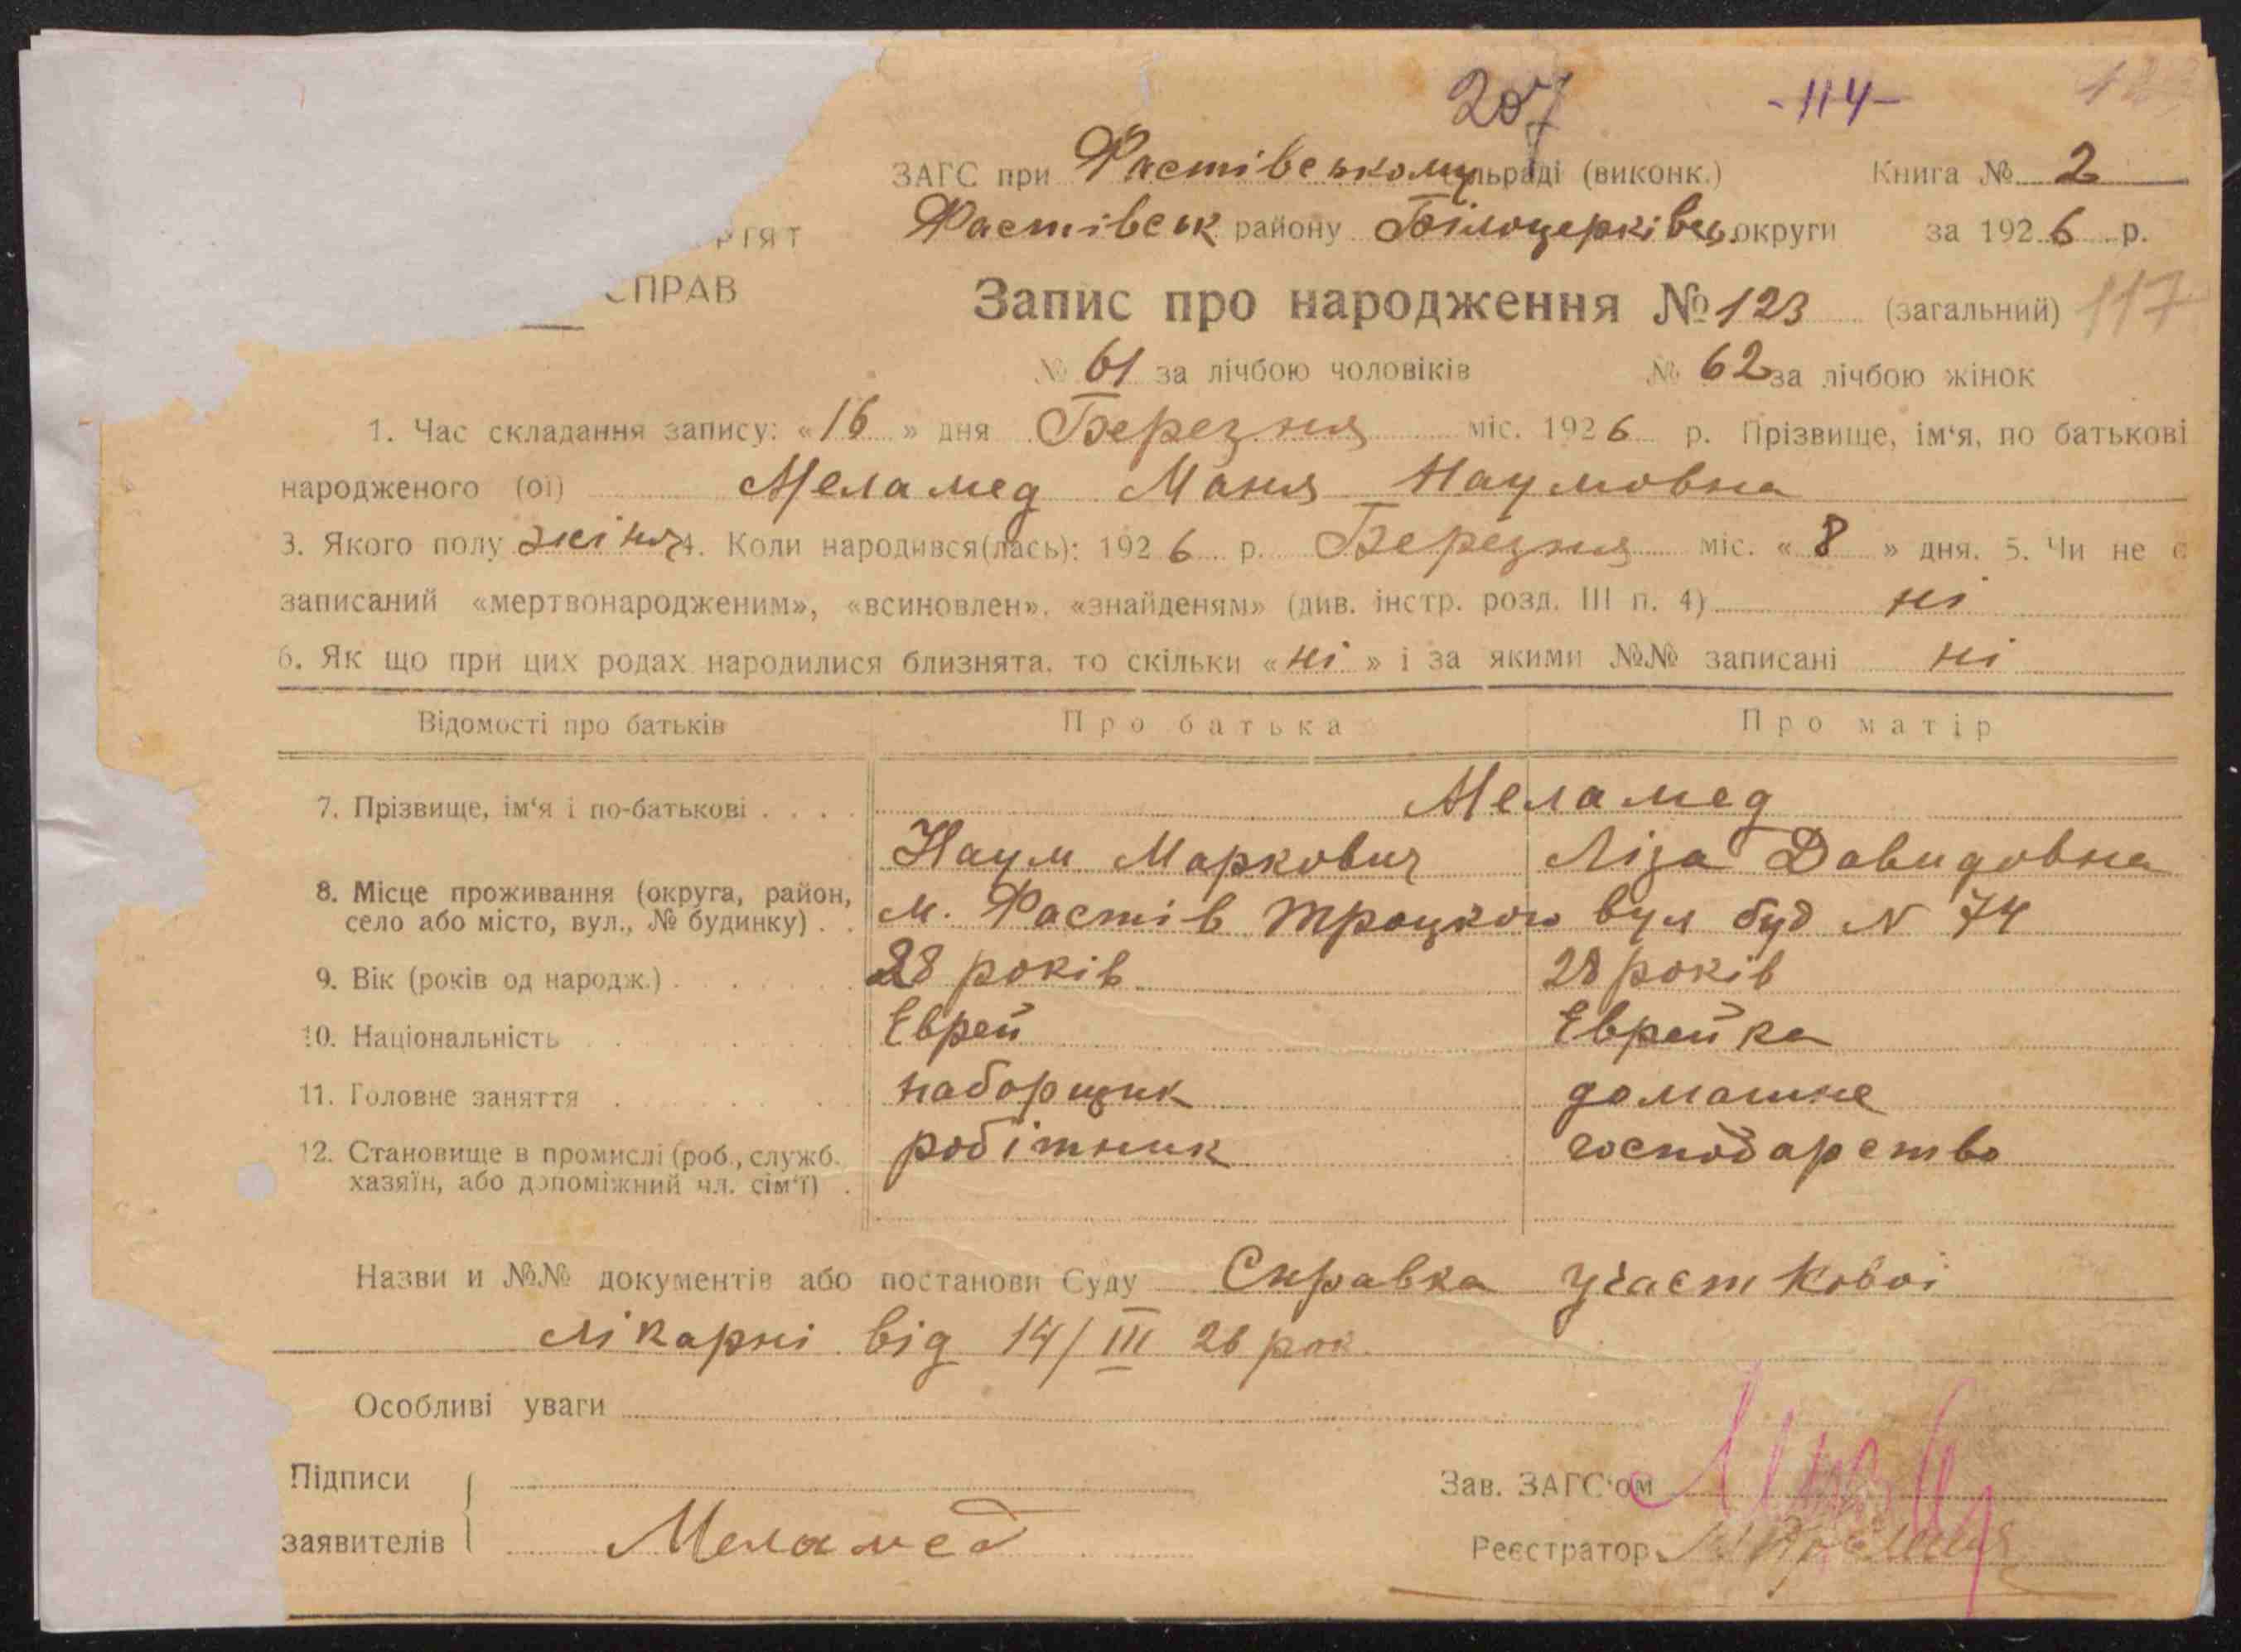 207 -114-
ЗАГС при Фастівському сільраді (виконк.) Книга № 2
РТЯТ Фастівськ району Білоцерківськ. округи за 1926 р.
СПРАВ
Запис про народження № 123 (загальний) 117
№ 61 за лічбою чоловіків № 62 за лічбою жінок
1. Час складання запису: «16» дня Березня міс. 1926 р. Прізвище, ім'я, по батькові
народженого (ої) Меламед Маня Наумовна
3. Якого полу жіноч 4. Коли народився(лась): 1926 р. Березня міс. «8» дня. 5. Чи не є
записаний «мертвонародженим», «всиновлен», «знайденям» (див. інстр. розд. III п. 4) ні
6. Як що при цих родах народилися близнята, то скільки «ні» і за якими №№ записані ні
Відомості про батьків Про батька Про матір
7. Прізвище, ім'я і по-батькові . . . . Меламед
Наум Маркович Ліза Давидовна
8. Місце проживання (округа, район,
село або місто, вул., № будинку) . . м. Фастів Троцького вул буд N 74
9. Вік (років од народж.) 28 років 28 років
10. Національність Еврей Еврейка
11. Головне заняття наборщик домашнє
12. Становище в промислі (роб., служб. робітник господарство
хазяїн, або допоміжний чл. сім'ї) .
Назви и №№ документів або постанови Суду Справка участкової
лікарні від 14/III 26 рок
Особливі уваги
Підписи
заявителів Меламед
Зав. ЗАГС'ом
Реєстратор